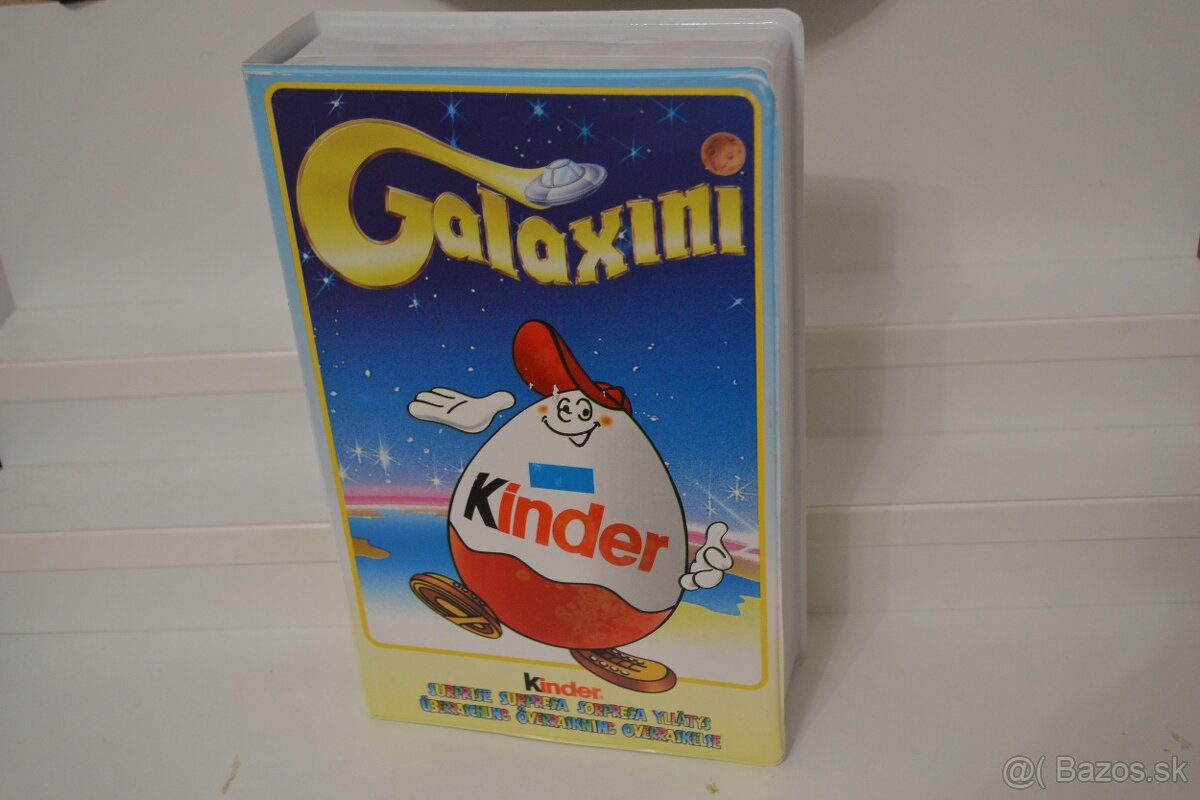 Galaxini
Kinder
Kinder
SURPRISE SURPRESA SORPRESA YLLÄTYS
ÜBERRASCHUNG ÖVERRASKNING OVERRASKELSE
@( Bazos.sk